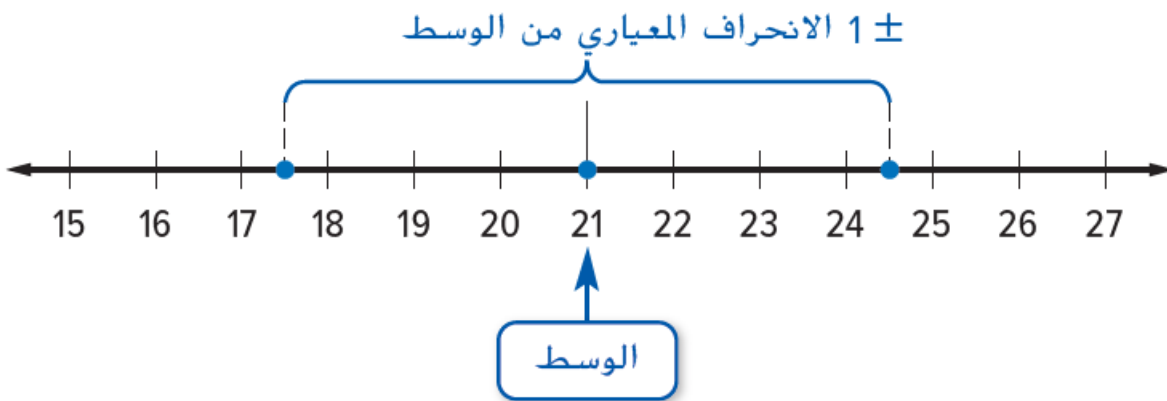 ± 1 الانحراف المعياري من الوسط
15 16 17 18 19 20 21 22 23 24 25 26 27
الوسط